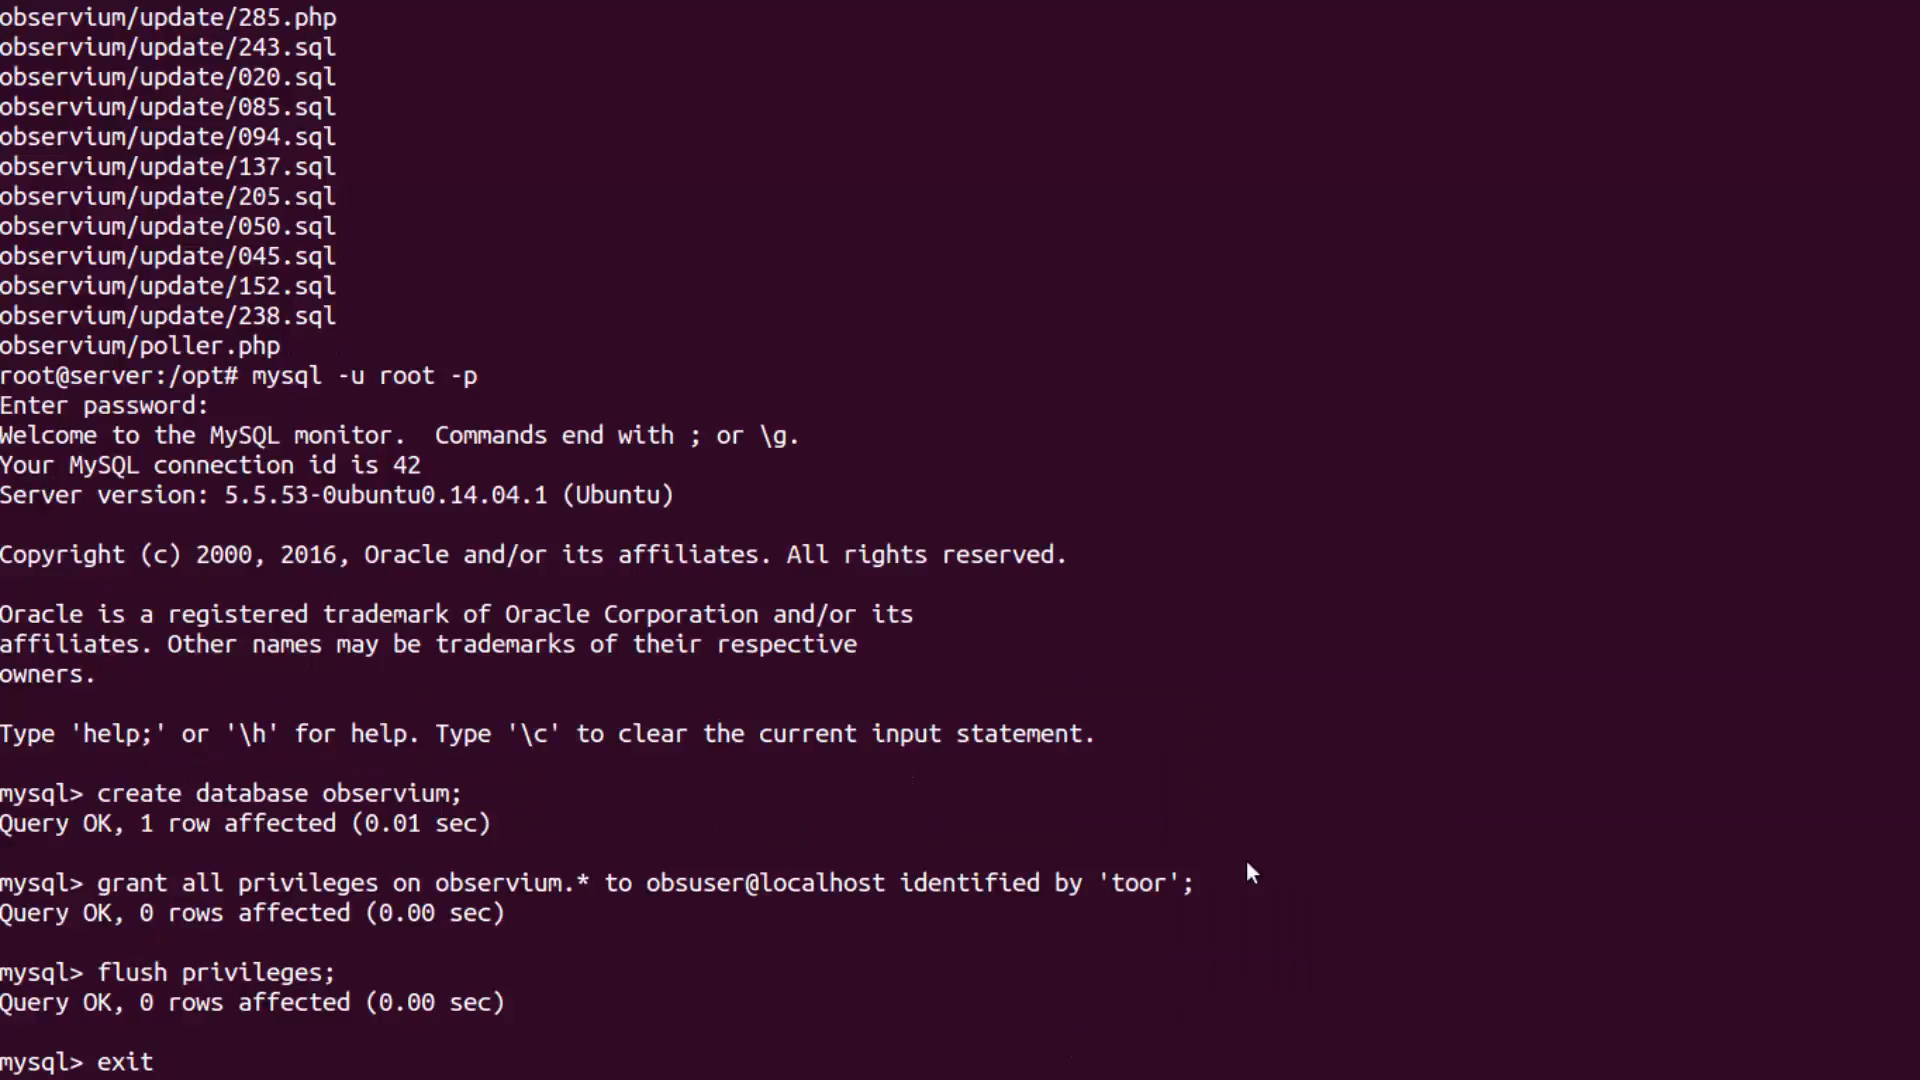 observium/update/285.php
observium/update/243.sql
observium/update/020.sql
observium/update/085.sql
observium/update/094.sql
observium/update/137.sql
observium/update/205.sql
observium/update/050.sql
observium/update/045.sql
observium/update/152.sql
observium/update/238.sql
observium/poller.php
root@server:/opt# mysql -u root -p
Enter password:
Welcome to the MySQL monitor.  Commands end with ; or \g.
Your MySQL connection id is 42
Server version: 5.5.53-0ubuntu0.14.04.1 (Ubuntu)
Copyright (c) 2000, 2016, Oracle and/or its affiliates. All rights reserved.
Oracle is a registered trademark of Oracle Corporation and/or its
affiliates. Other names may be trademarks of their respective
owners.
Type 'help;' or '\h' for help. Type '\c' to clear the current input statement.
mysql> create database observium;
Query OK, 1 row affected (0.01 sec)
mysql> grant all privileges on observium.* to obsuser@localhost identified by 'toor';
Query OK, 0 rows affected (0.00 sec)
mysql> flush privileges;
Query OK, 0 rows affected (0.00 sec)
mysql> exit